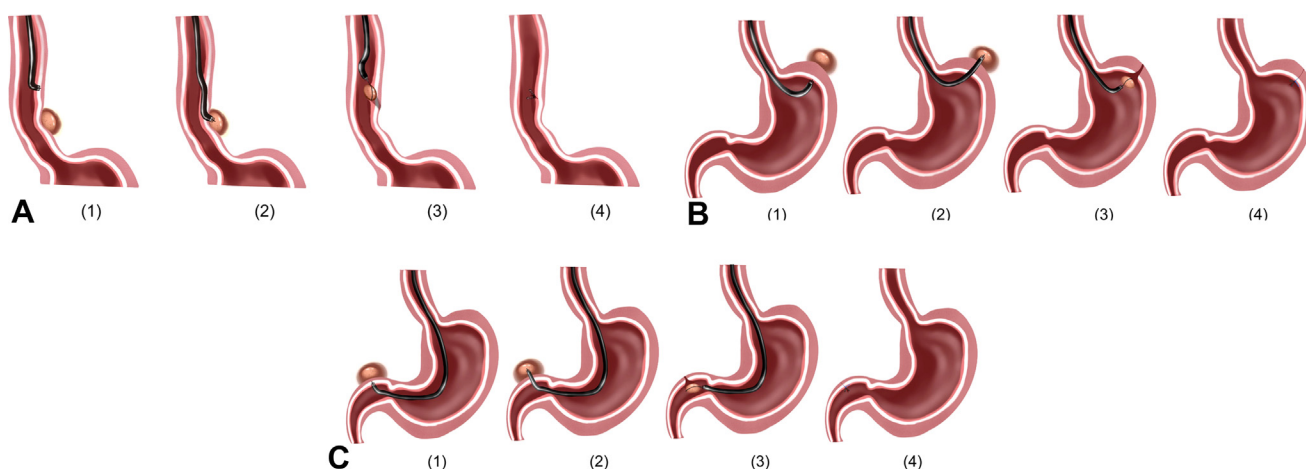 A (1) (2) (3) (4)
B (1) (2) (3) (4)
C (1) (2) (3) (4)